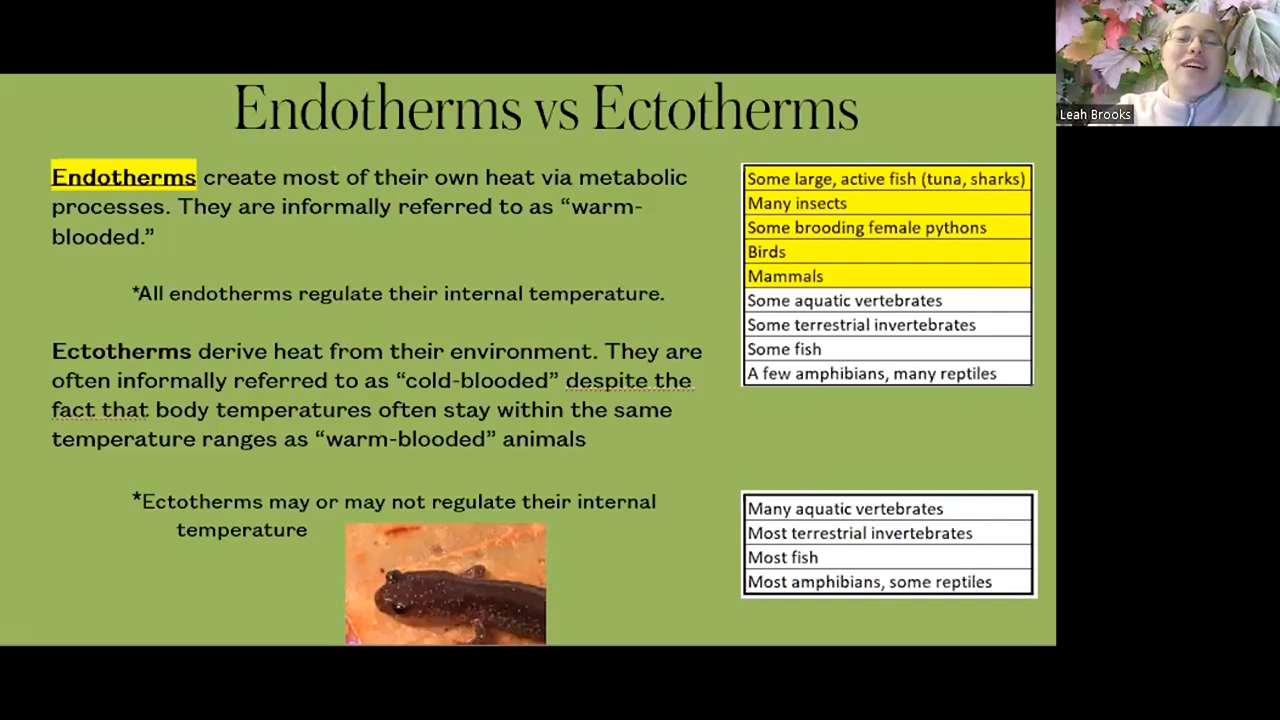 Endotherms vs Ectotherms
Endotherms create most of their own heat via metabolic
processes. They are informally referred to as “warm-
blooded.”
*All endotherms regulate their internal temperature.
Ectotherms derive heat from their environment. They are
often informally referred to as “cold-blooded” despite the
fact that body temperatures often stay within the same
temperature ranges as “warm-blooded” animals
*Ectotherms may or may not regulate their internal
temperature
Some large, active fish (tuna, sharks)
Many insects
Some brooding female pythons
Birds
Mammals
Some aquatic vertebrates
Some terrestrial invertebrates
Some fish
A few amphibians, many reptiles
Many aquatic vertebrates
Most terrestrial invertebrates
Most fish
Most amphibians, some reptiles
Leah Brooks